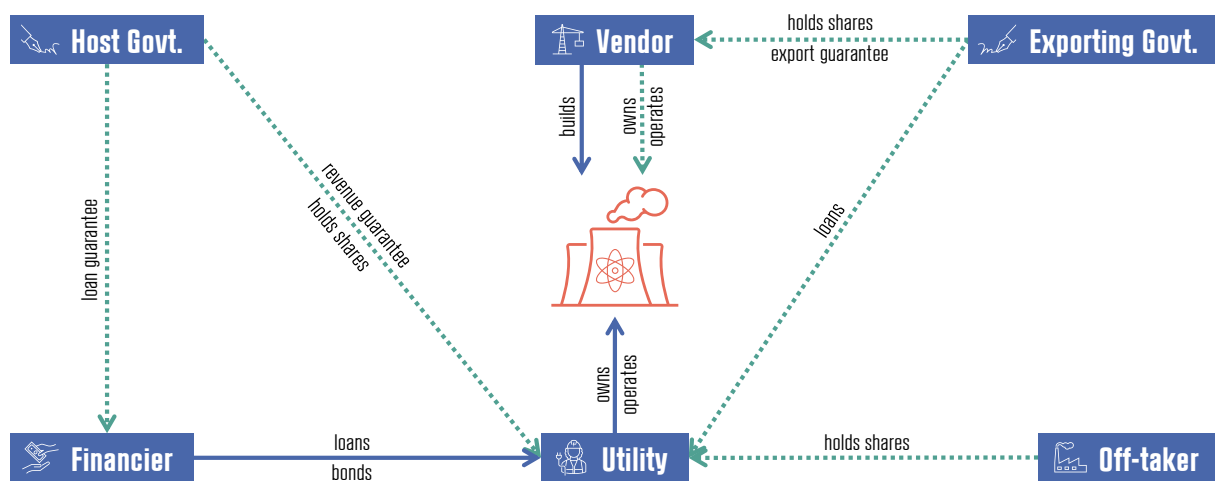 Host Govt.
Vendor
holds shares
export guarantee
Exporting Govt.
builds
owns
operates
loan guarantee
revenue guarantee
holds shares
loans
owns
operates
Financier
loans
bonds
Utility
holds shares
Off-taker